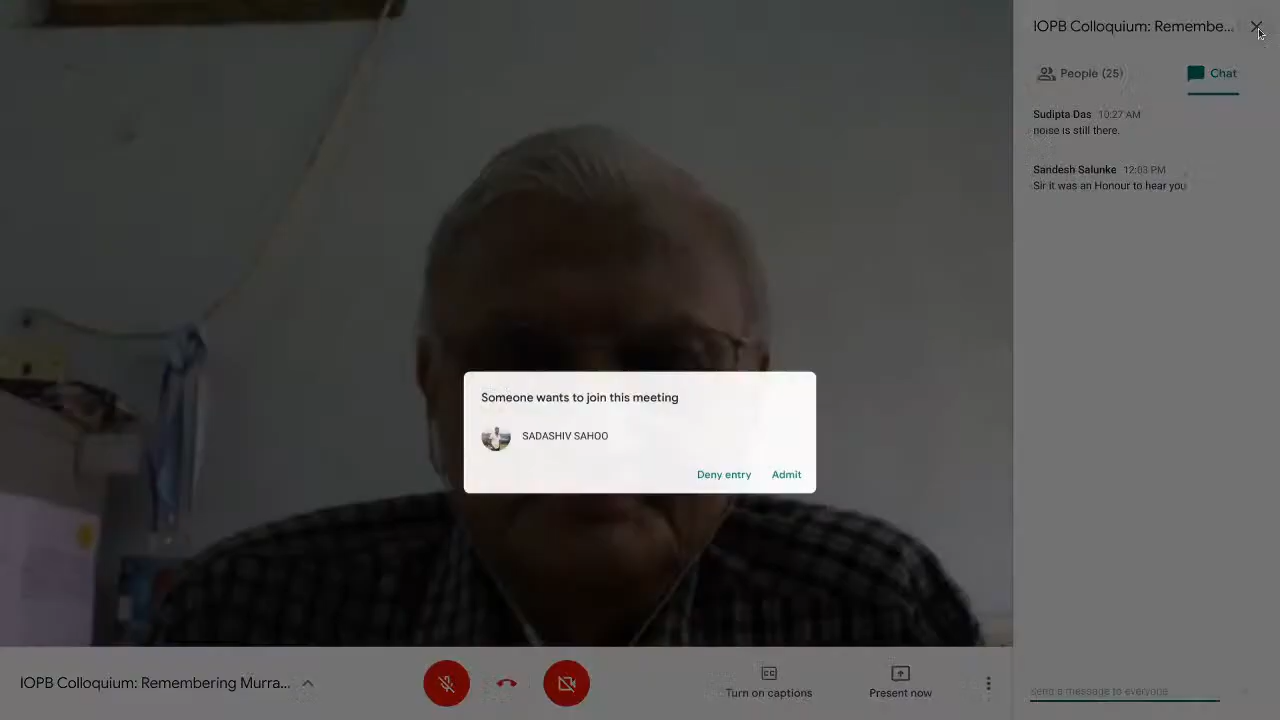 IOPB Colloquium: Remembe...
People (25)
Chat
Sudipta Das 10:27 AM
noise is still there.
Sandesh Salunke 12:03 PM
Sir it was an Honour to hear you
Someone wants to join this meeting
SADASHIV SAHOO
Deny entry Admit
IOPB Colloquium: Remembering Murra...
CC
Turn on captions
Present now
send a message to everyone